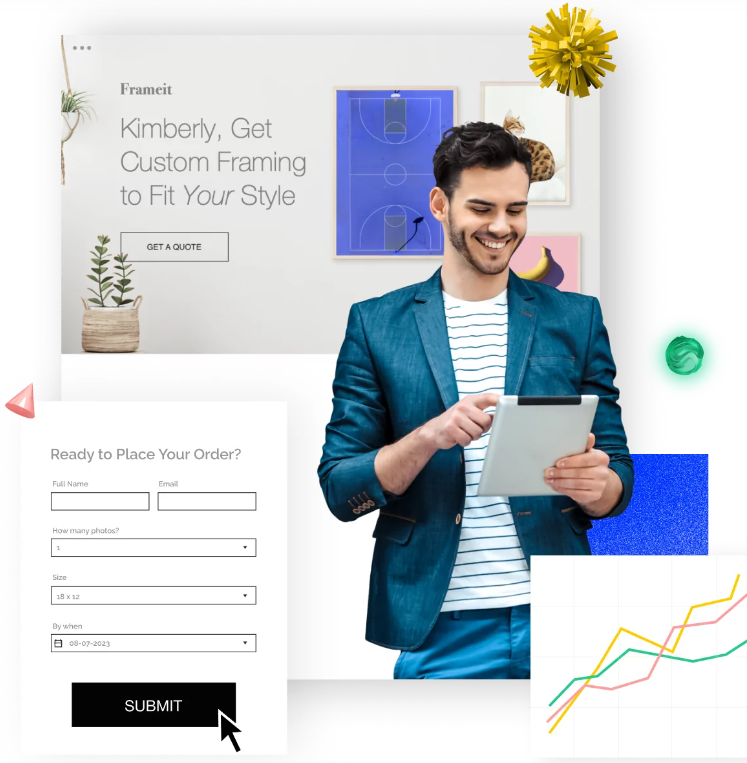 Frameit
Kimberly, Get
Custom Framing
to Fit Your Style
GET A QUOTE
Ready to Place Your Order?
Full Name Email
How many photos?
1
Size
18 x 12
By when
08-07-2023
SUBMIT